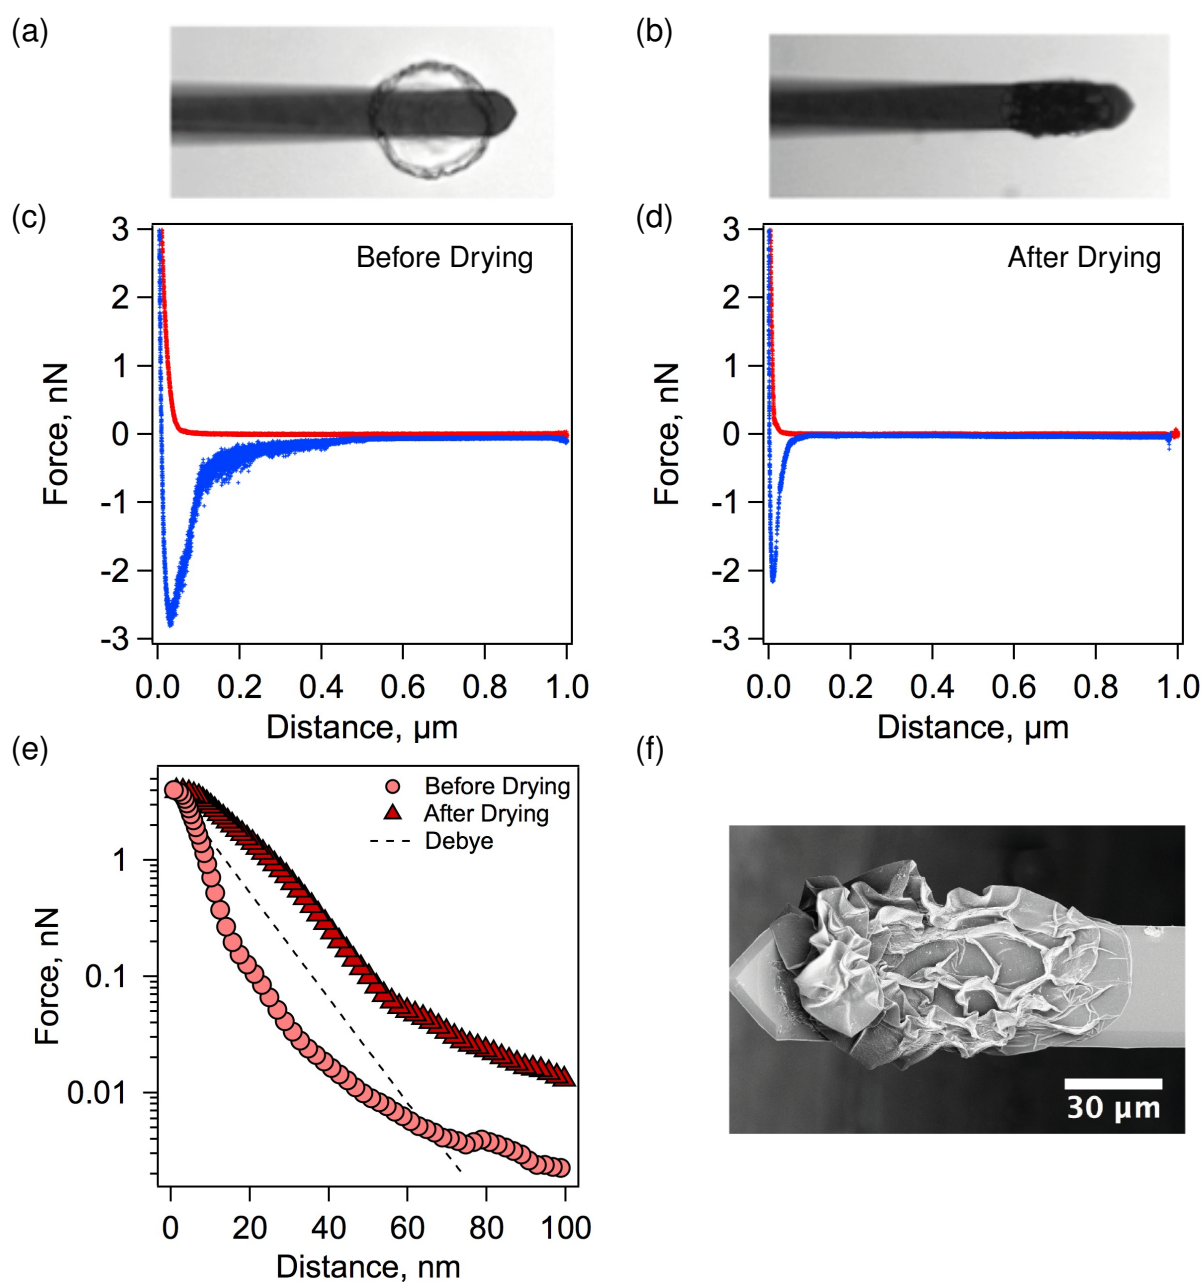 (a)
(b)
(c)
(d)
3
2
1
0
-1
-2
-3
Force, nN
Before Drying
0.0 0.2 0.4 0.6 0.8 1.0
Distance, µm
3
2
1
0
-1
-2
-3
Force, nN
After Drying
0.0 0.2 0.4 0.6 0.8 1.0
Distance, µm
(e)
(f)
1
0.1
0.01
Force, nN
Before Drying
After Drying
Debye
0 20 40 60 80 100
Distance, nm
30 µm